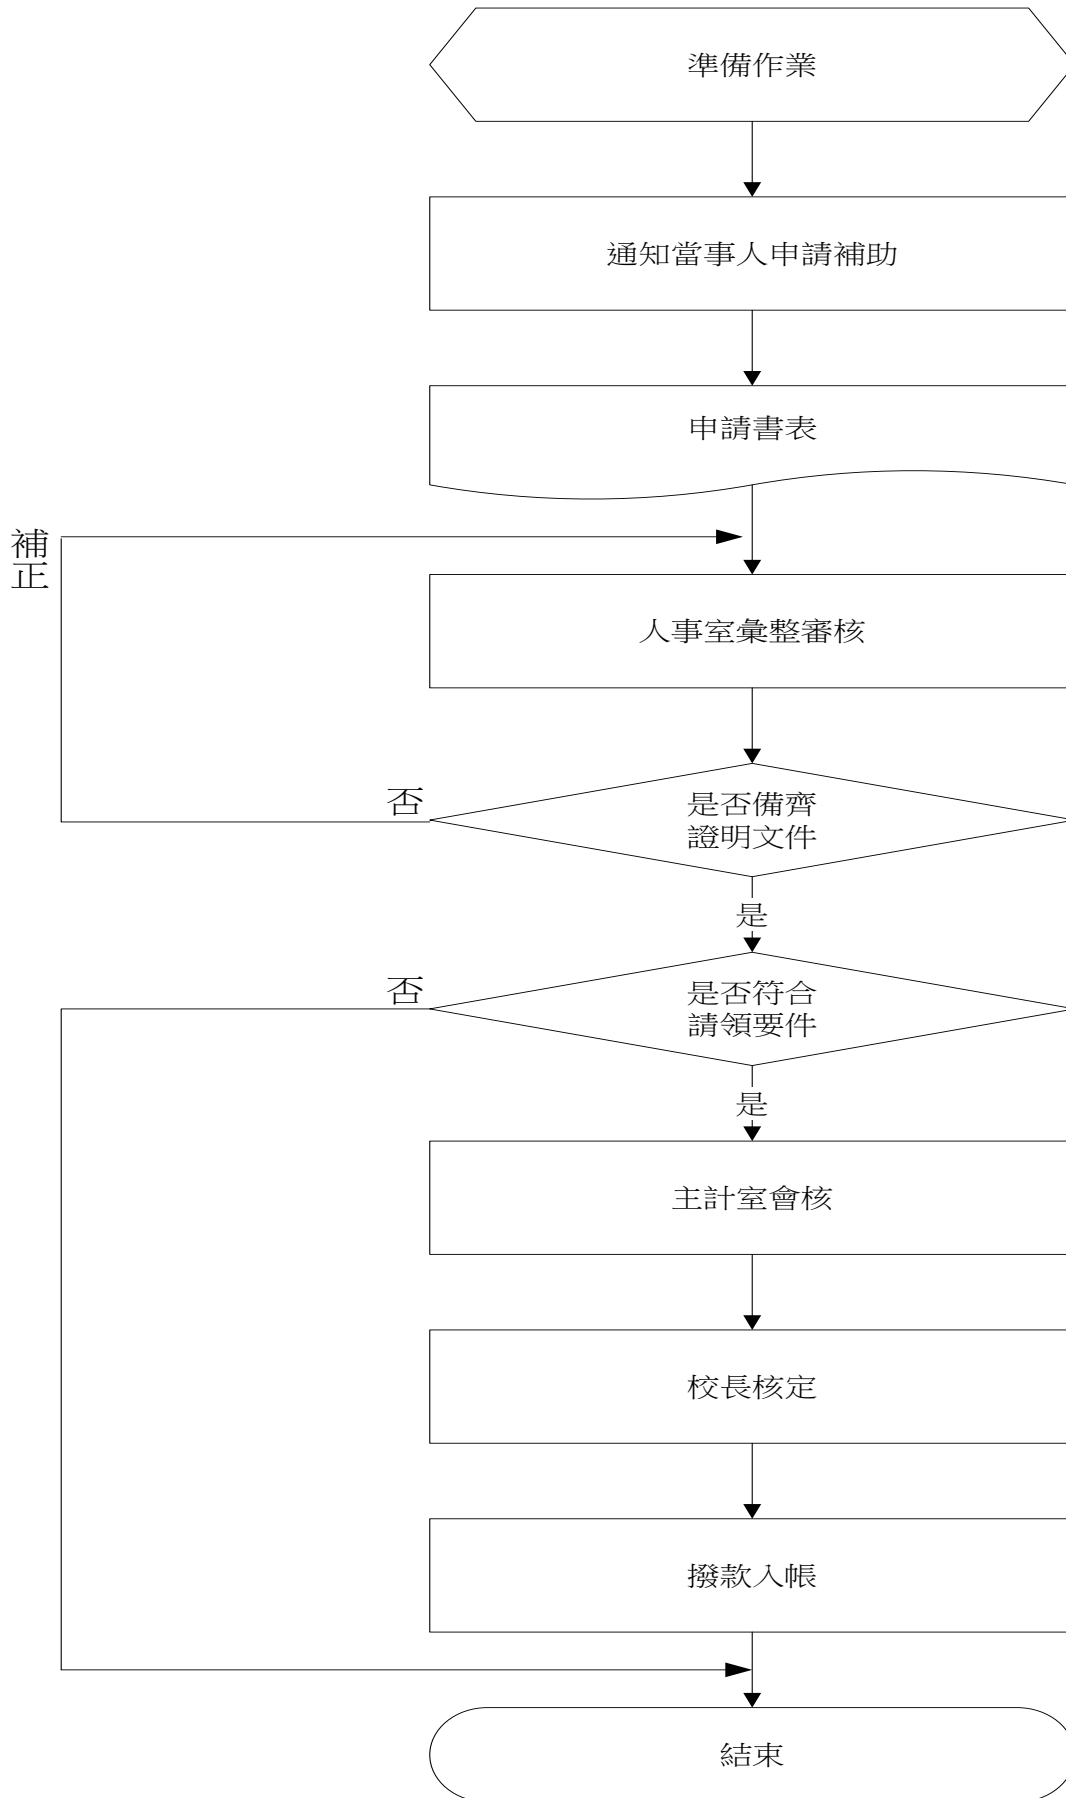 準備作業
通知當事人申請補助
申請書表
補
正
人事室彙整審核
否
是否備齊
證明文件
是
否
是否符合
請領要件
是
主計室會核
校長核定
撥款入帳
結束